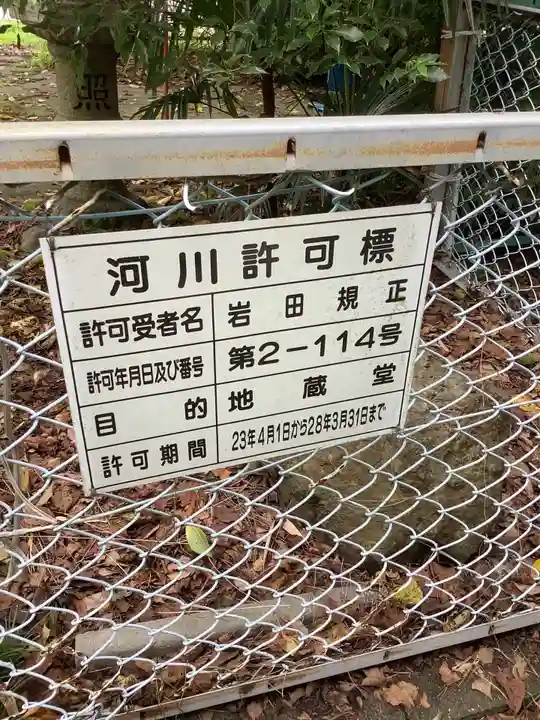 照
河川許可標
許可受者名 岩田規正
許可年月日及び番号 第2-114号
目的 地蔵堂
許可期間 23年4月1日から28年3月31日まで